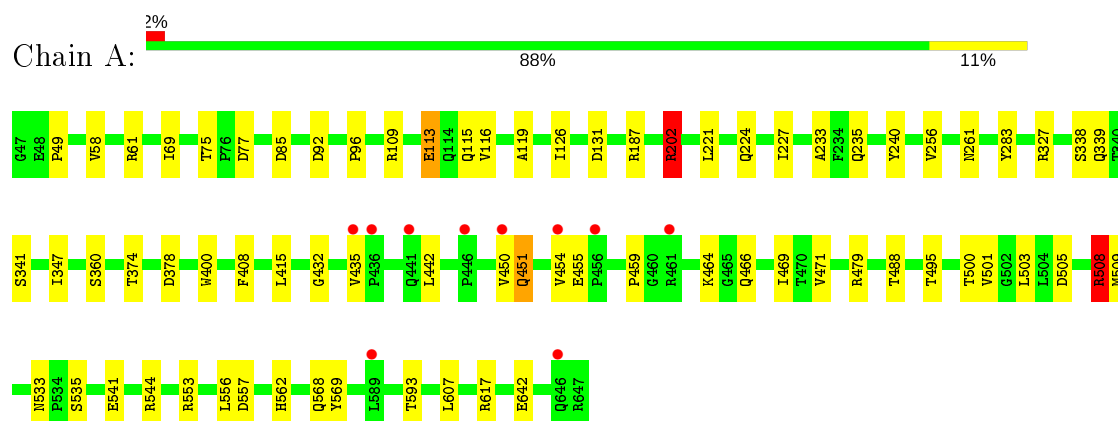 2%
Chain A:
88% 11%
G47 E48 P49 V58 R61 I69 T75 P76 D77 D85 D92 P96 R109 E113 Q114 Q115 V116 A119 I126 D131 R187 R202 L221 Q224 I227 A233 F234 Q235 Y240 V256 N261 Y283 R327 S338 Q339 T340
S341 I347 S360 T374 D378 W400 F408 L415 G432 V435 P436 Q441 L442 P446 V450 Q451 V454 E455 P456 P459 G460 R461 K464 G465 Q466 I469 T470 V471 R479 T488 T495 T500 V501 G502 L503 L504 D505 R508 M509
N533 P534 S535 E541 R544 R553 L556 D557 H562 Q568 Y569 L589 T593 L607 R617 E642 Q646 R647